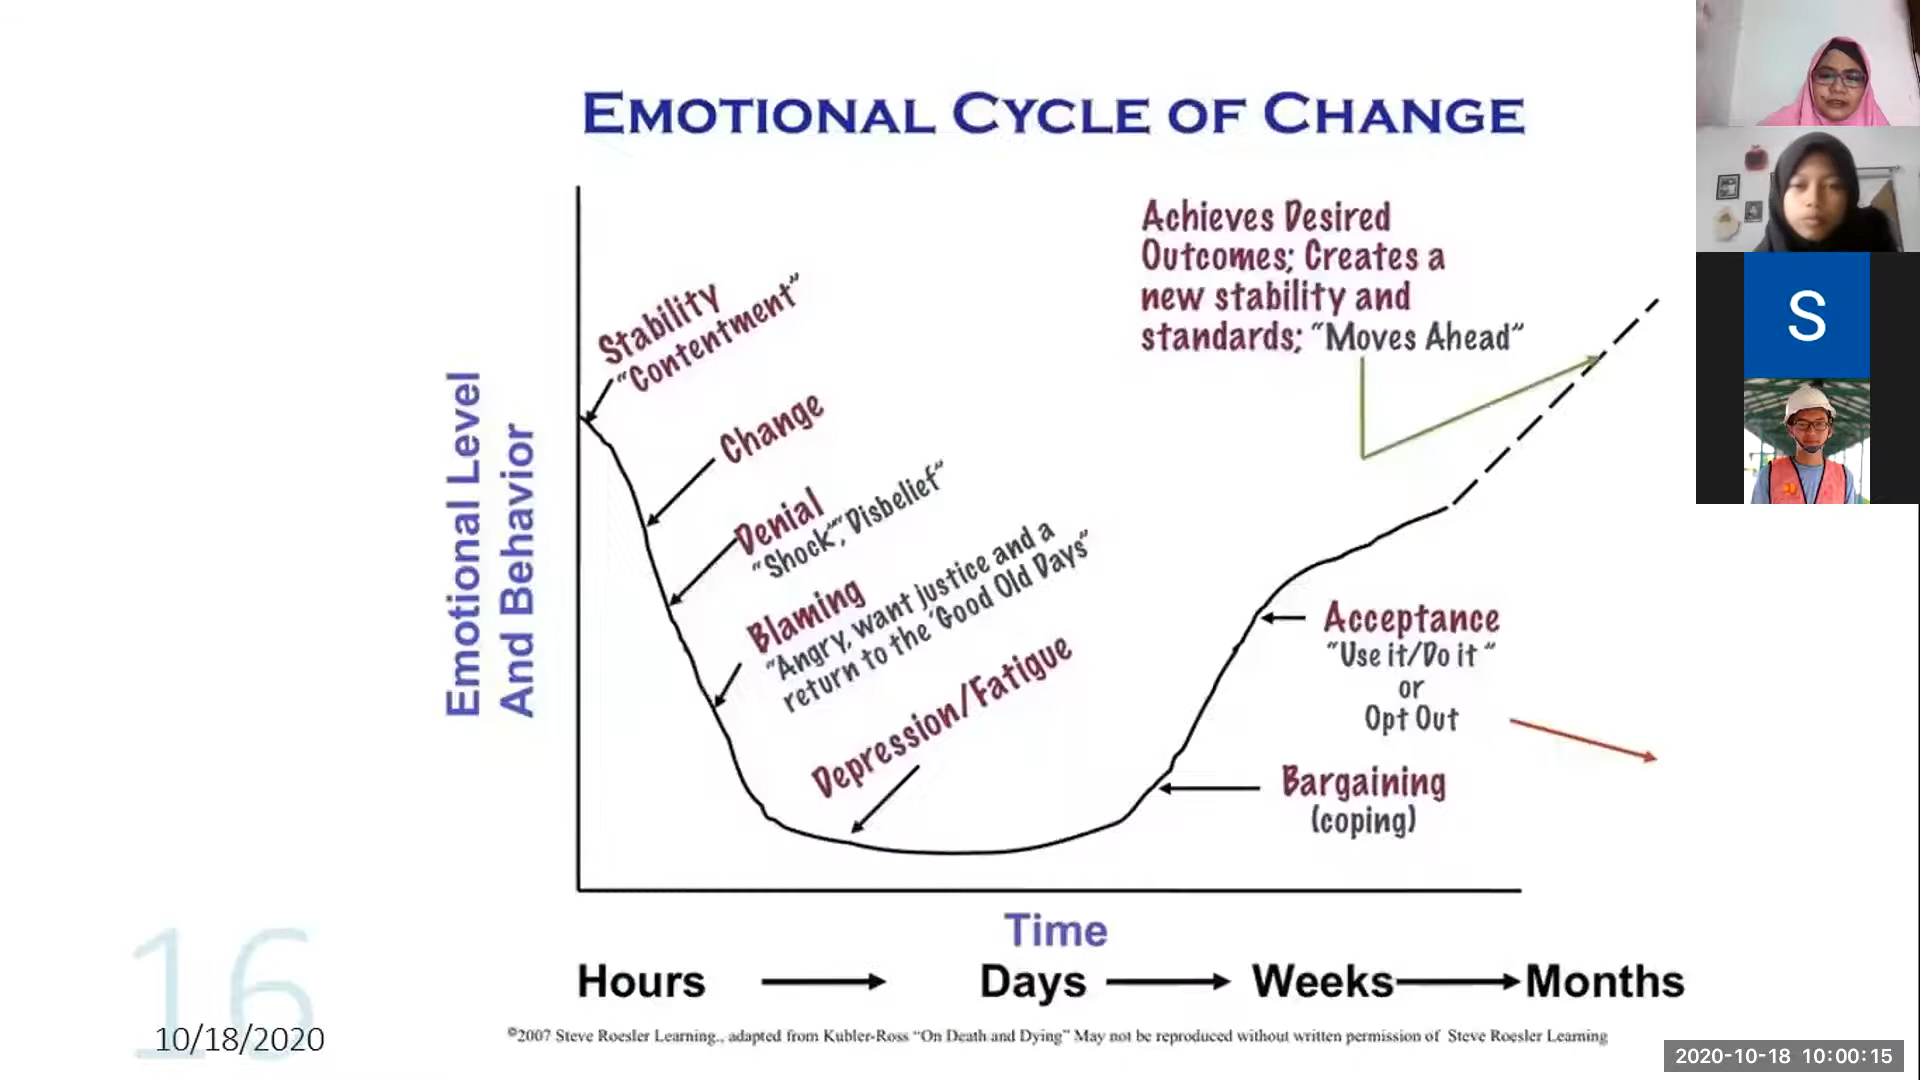 EMOTIONAL CYCLE OF CHANGE
Emotional Level
And Behavior
Stability
“Contentment”
Change
Denial
“Shock”,“Disbelief”
Blaming
“Angry, want justice and a
return to the ‘Good Old Days”
Depression/Fatigue
Achieves Desired
Outcomes; Creates a
new stability and
standards; “Moves Ahead”
Acceptance
“Use it/Do it “
or
Opt Out
Bargaining
(coping)
Time
Hours Days Weeks Months
©2007 Steve Roesler Learning., adapted from Kubler-Ross “On Death and Dying” May not be reproduced without written permission of Steve Roesler Learning
16
10/18/2020
S
2020-10-18 10:00:15